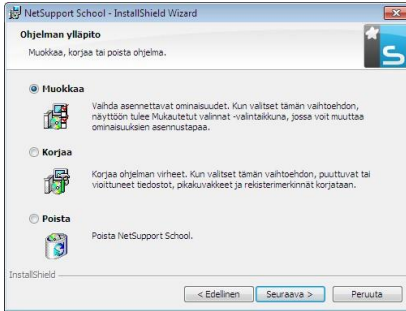 NetSupport School - InstallShield Wizard
Ohjelman ylläpito
Muokkaa, korjaa tai poista ohjelma.
S
Muokkaa
Vaihda asennettavat ominaisuudet. Kun valitset tämän vaihtoehdon,
näyttöön tulee Mukautetut valinnat -valintaikkuna, jossa voit muuttaa
ominaisuuksien asennustapaa.
Korjaa
Korjaa ohjelman virheet. Kun valitset tämän vaihtoehdon, puuttuvat tai
vioittuneet tiedostot, pikakuvakkeet ja rekisterimerkinnät korjataan.
Poista
Poista NetSupport School.
InstallShield
< Edellinen
Seuraava >
Peruuta